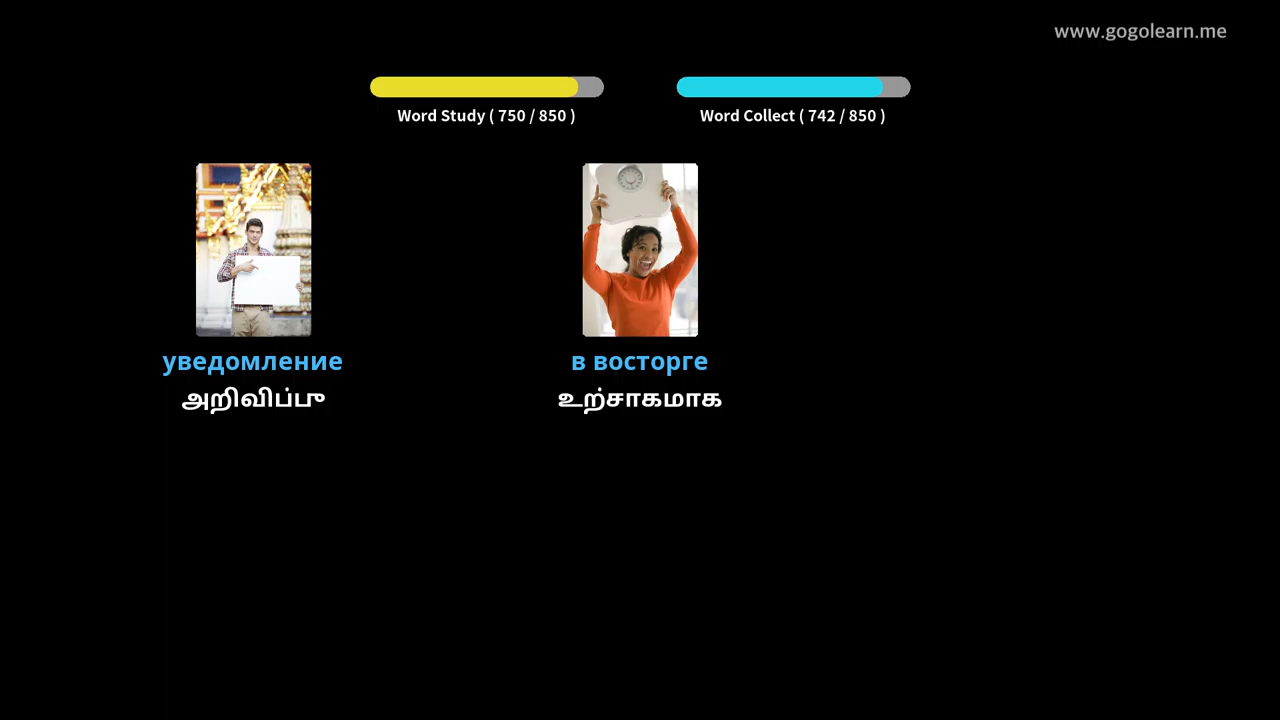 www.gogolearn.me
Word Study ( 750 / 850 )
Word Collect ( 742 / 850 )
уведомление
அறிவிப்பு
в восторге
உற்சாகமாக